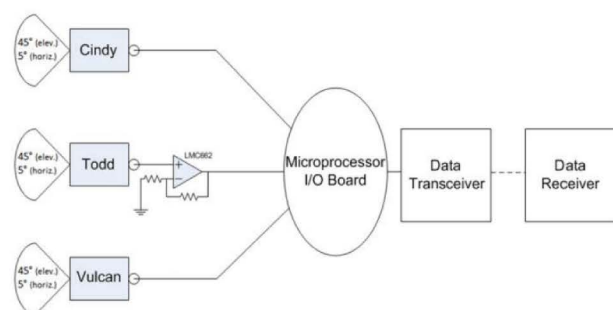 45° (elev.)
5° (horiz.)
Cindy
45° (elev.)
5° (horiz.)
Todd
LMC662
Microprocessor
I/O Board
Data
Transceiver
Data
Receiver
45° (elev.)
5° (horiz.)
Vulcan